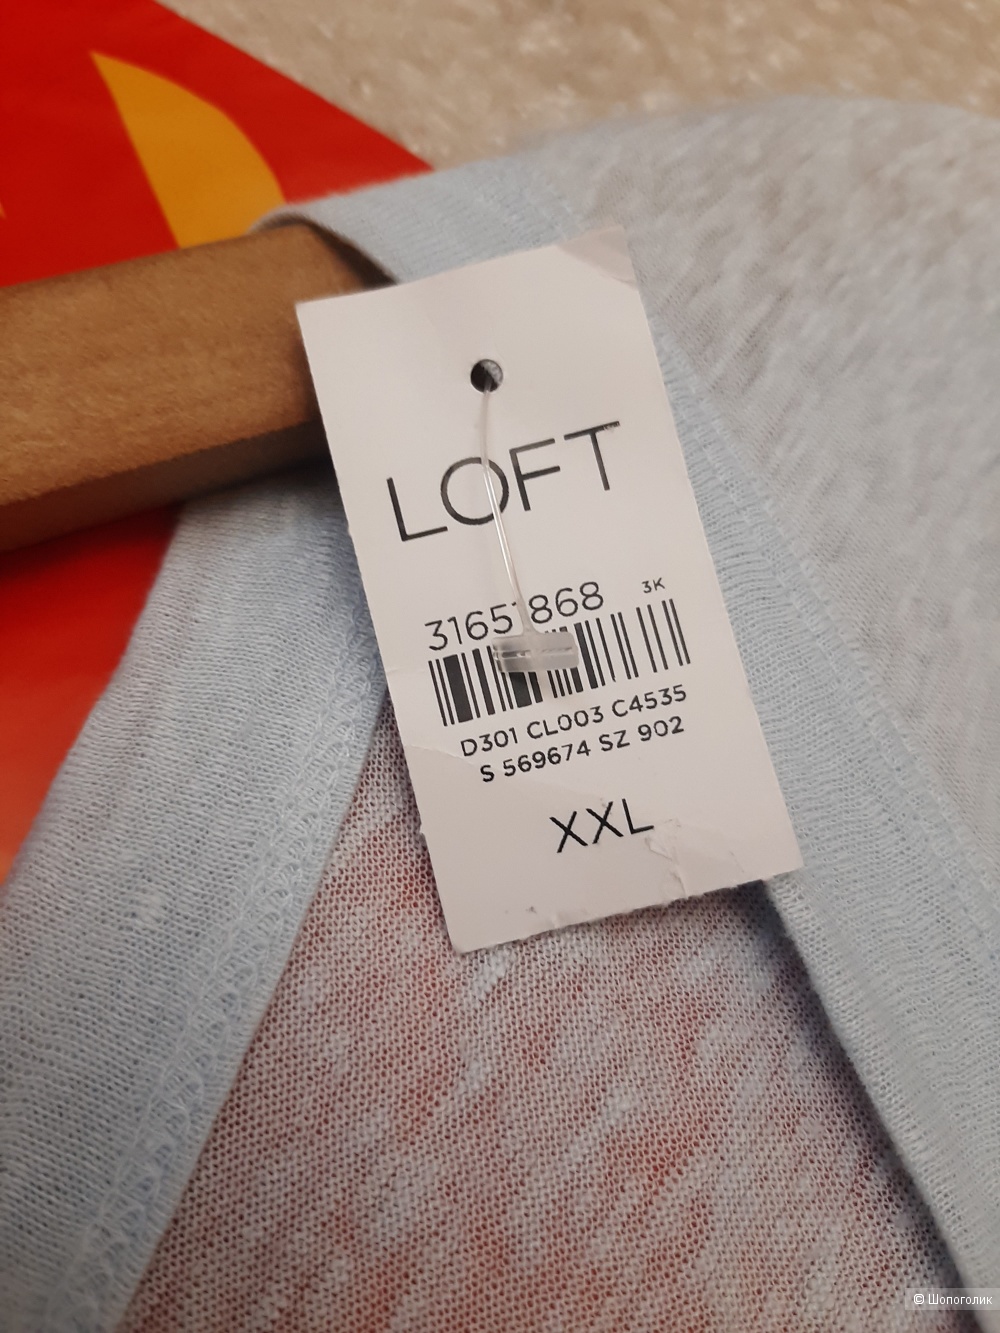 LOFT
31651868
3K
D301 CL003 C4535
S 569674 SZ 902
XXL
© Шопоголик